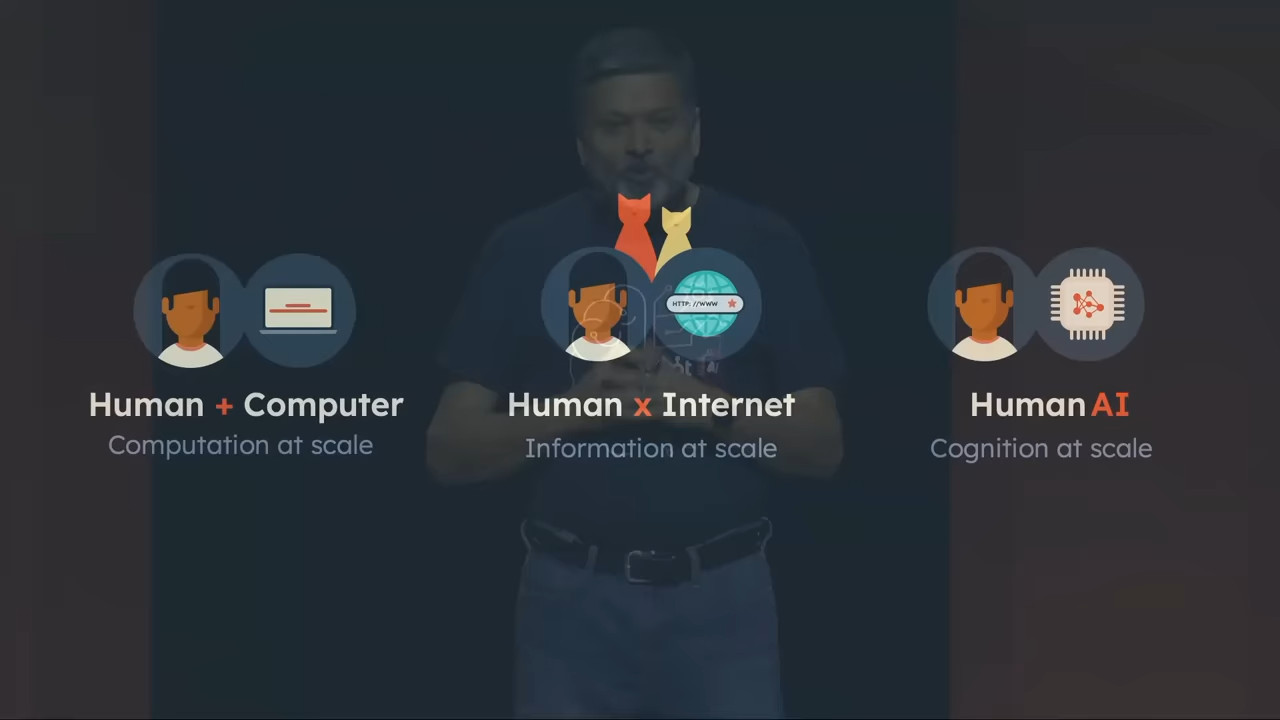 HTTP://WWW
Human + Computer
Human x Internet
Human AI
Computation at scale
Information at scale
Cognition at scale